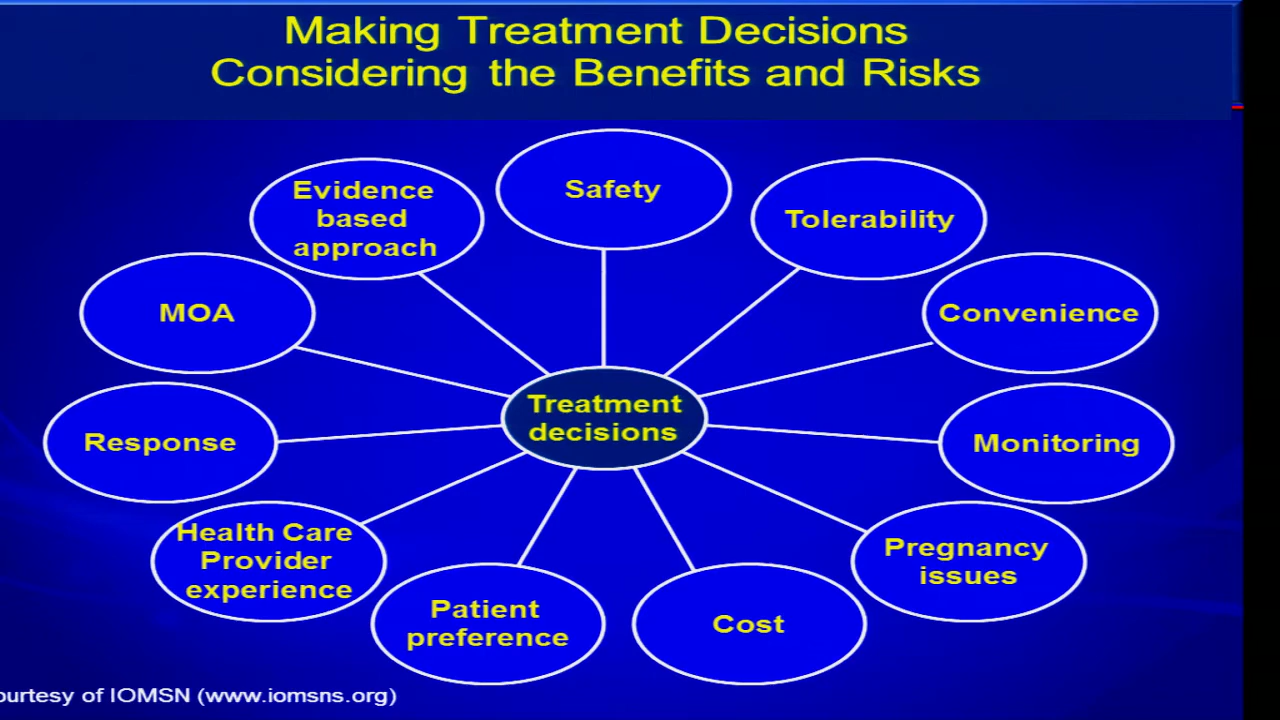 Making Treatment Decisions
Considering the Benefits and Risks
Safety
Evidence
based
approach
Tolerability
MOA
Convenience
Treatment
decisions
Response
Monitoring
Health Care
Provider
experience
Pregnancy
issues
Patient
preference
Cost
ourtesy of IOMSN (www.iomsns.org)